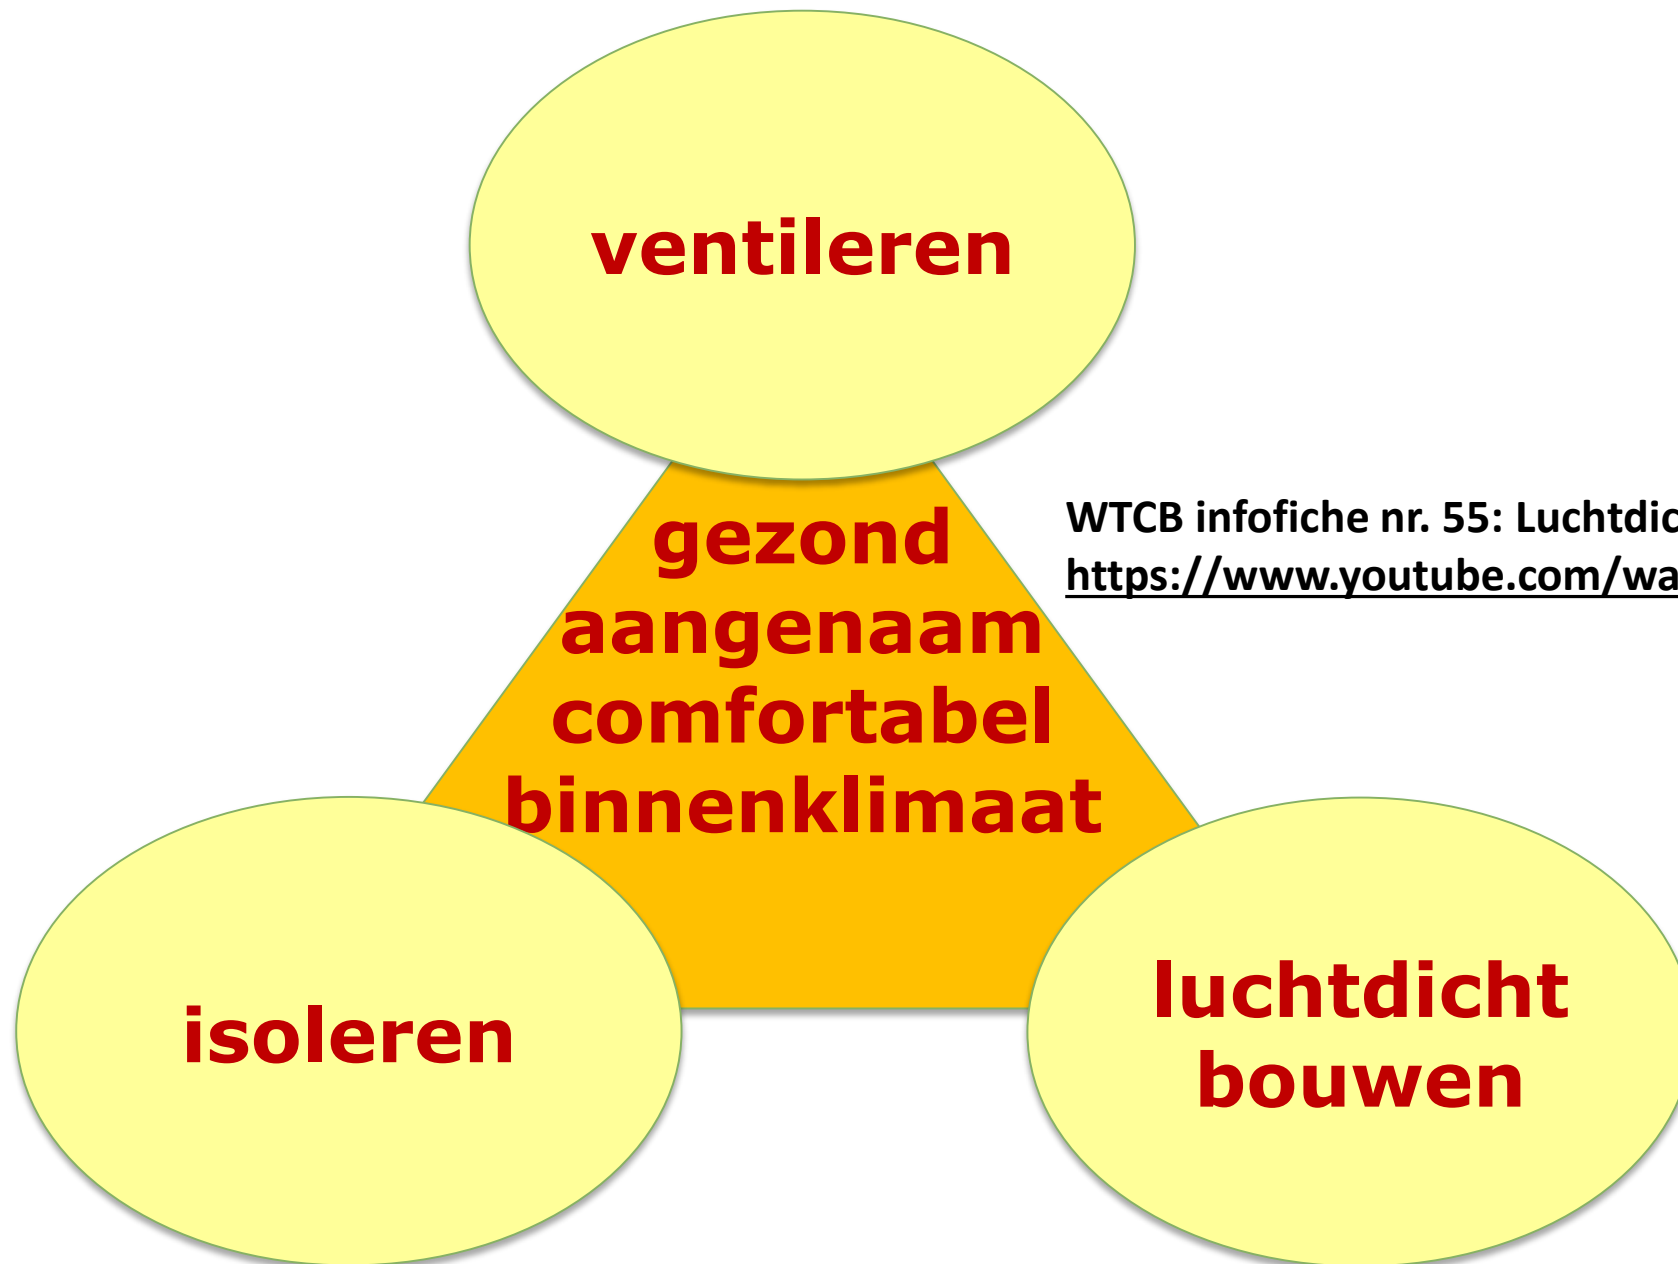 ventileren
gezond
aangenaam
comfortabel
binnenklimaat
WTCB infofiche nr. 55: Luchtdic
https://www.youtube.com/wa
isoleren
luchtdicht
bouwen